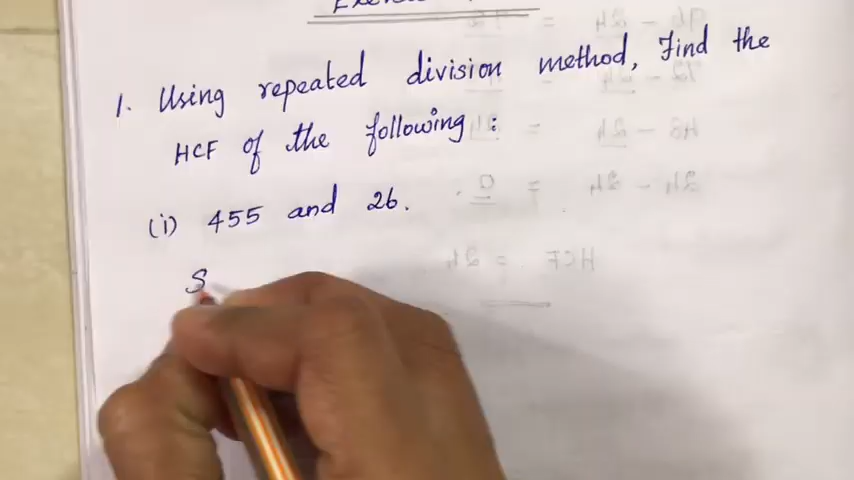 1. Using repeated division method, Find the
HCF of the following :
(i) 455 and 26.
S